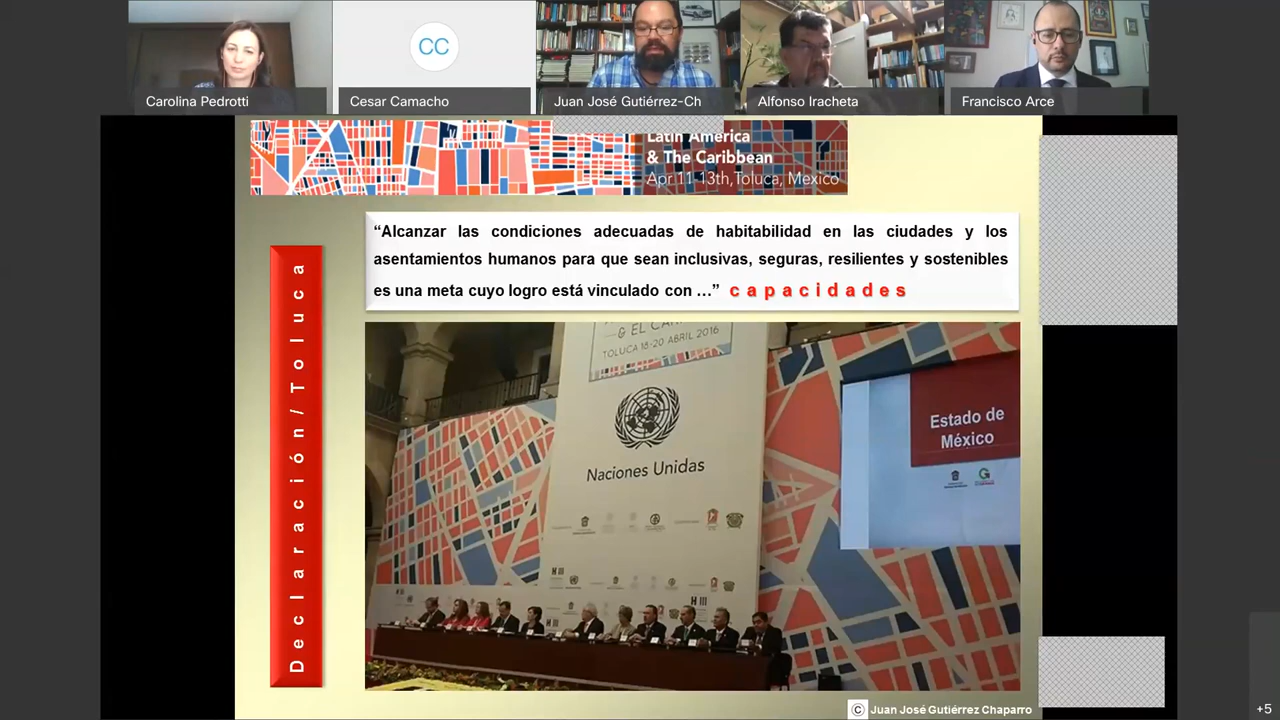 CC
Carolina Pedrotti
Cesar Camacho
Juan José Gutiérrez-Ch
Alfonso Iracheta
Francisco Arce
Latin America
& The Caribbean
Apr 11-13th, Toluca, Mexico
“Alcanzar las condiciones adecuadas de habitabilidad en las ciudades y los
asentamientos humanos para que sean inclusivas, seguras, resilientes y sostenibles
es una meta cuyo logro está vinculado con ...” capacidades
Declaración/Toluca
& EL
TOLUCA 18-20 ABRIL 2016
Naciones Unidas
Estado de
México
© Juan José Gutiérrez Chaparro
+5